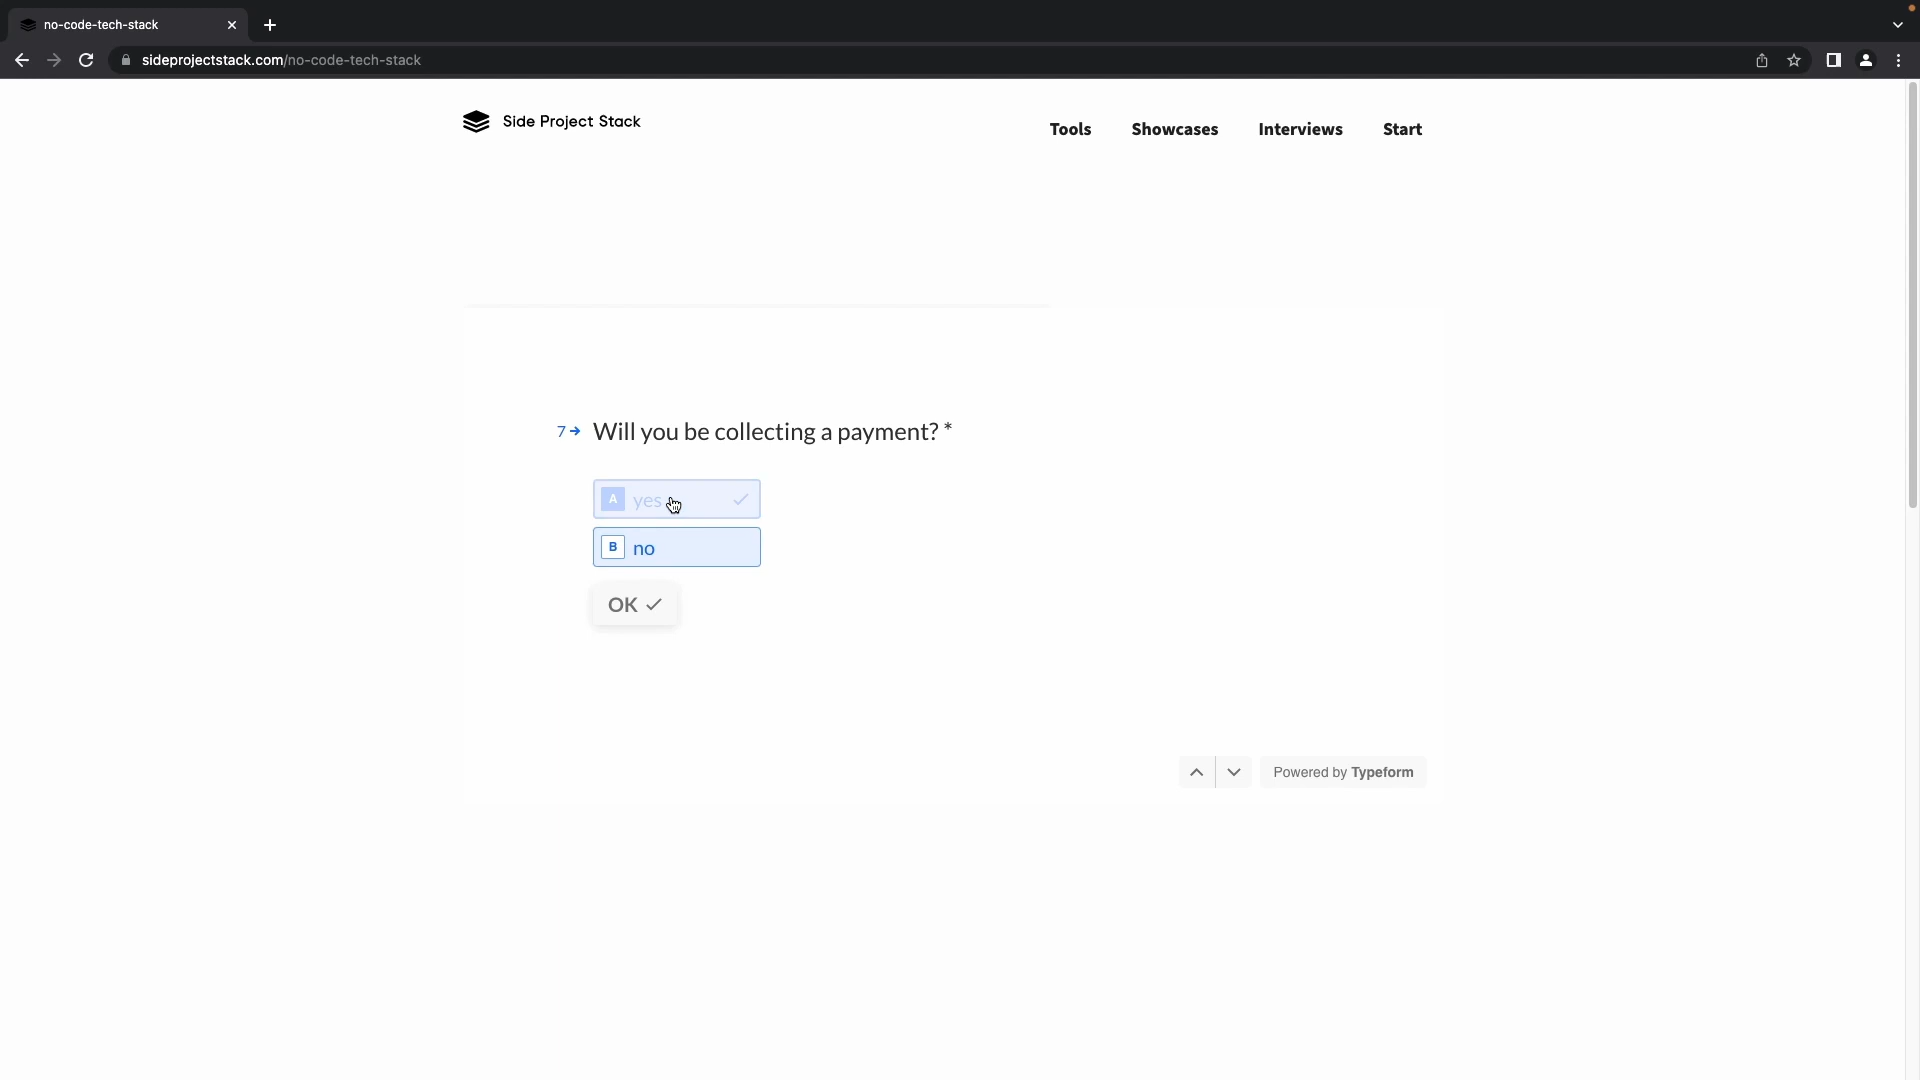 no-code-tech-stack
sideprojectstack.com/no-code-tech-stack
Side Project Stack
Tools Showcases Interviews Start
7 Will you be collecting a payment? *
A yes
B no
OK
Powered by Typeform